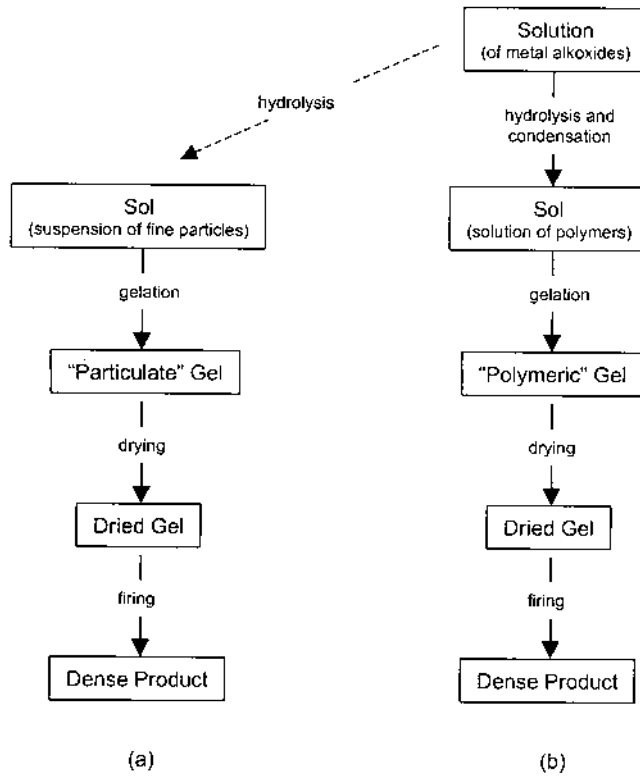 Solution
(of metal alkoxides)
hydrolysis
hydrolysis and
condensation
Sol
(suspension of fine particles)
gelation
"Particulate" Gel
drying
Dried Gel
firing
Dense Product
(a)
Sol
(solution of polymers)
gelation
"Polymeric" Gel
drying
Dried Gel
firing
Dense Product
(b)